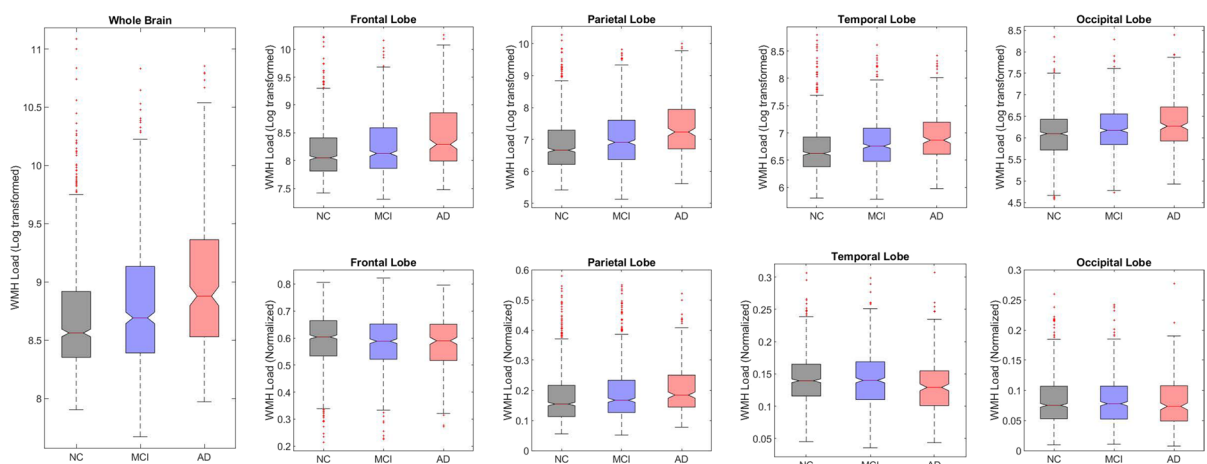 Whole Brain
WMH Load (Log transformed)
11
10.5
10
9.5
9
8.5
8
NC MCI AD
Frontal Lobe
WMH Load (Log transformed)
10
9.5
9
8.5
8
7.5
NC MCI AD
Parietal Lobe
WMH Load (Log transformed)
10
9
8
7
6
5
NC MCI AD
Temporal Lobe
WMH Load (Log transformed)
8.5
8
7.5
7
6.5
6
NC MCI AD
Occipital Lobe
WMH Load (Log transformed)
8.5
8
7.5
7
6.5
6
5.5
5
4.5
NC MCI AD
Frontal Lobe
WMH Load (Normalized)
0.8
0.7
0.6
0.5
0.4
0.3
0.2
NC MCI AD
Parietal Lobe
WMH Load (Normalized)
0.6
0.5
0.4
0.3
0.2
0.1
0
NC MCI AD
Temporal Lobe
WMH Load (Normalized)
0.3
0.25
0.2
0.15
0.1
0.05
NC MCI AD
Occipital Lobe
WMH Load (Normalized)
0.3
0.25
0.2
0.15
0.1
0.05
0
NC MCI AD